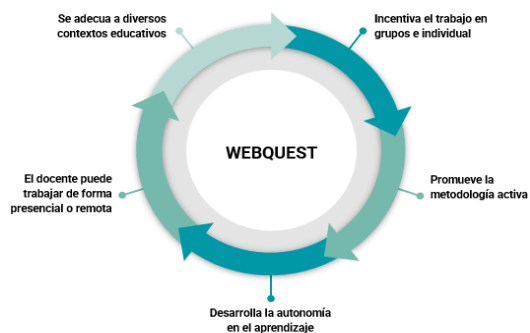 Se adecua a diversos
contextos educativos
Incentiva el trabajo en
grupos e individual
WEBQUEST
El docente puede
trabajar de forma
presencial o remota
Promueve la
metodología activa
Desarrolla la autonomía
en el aprendizaje